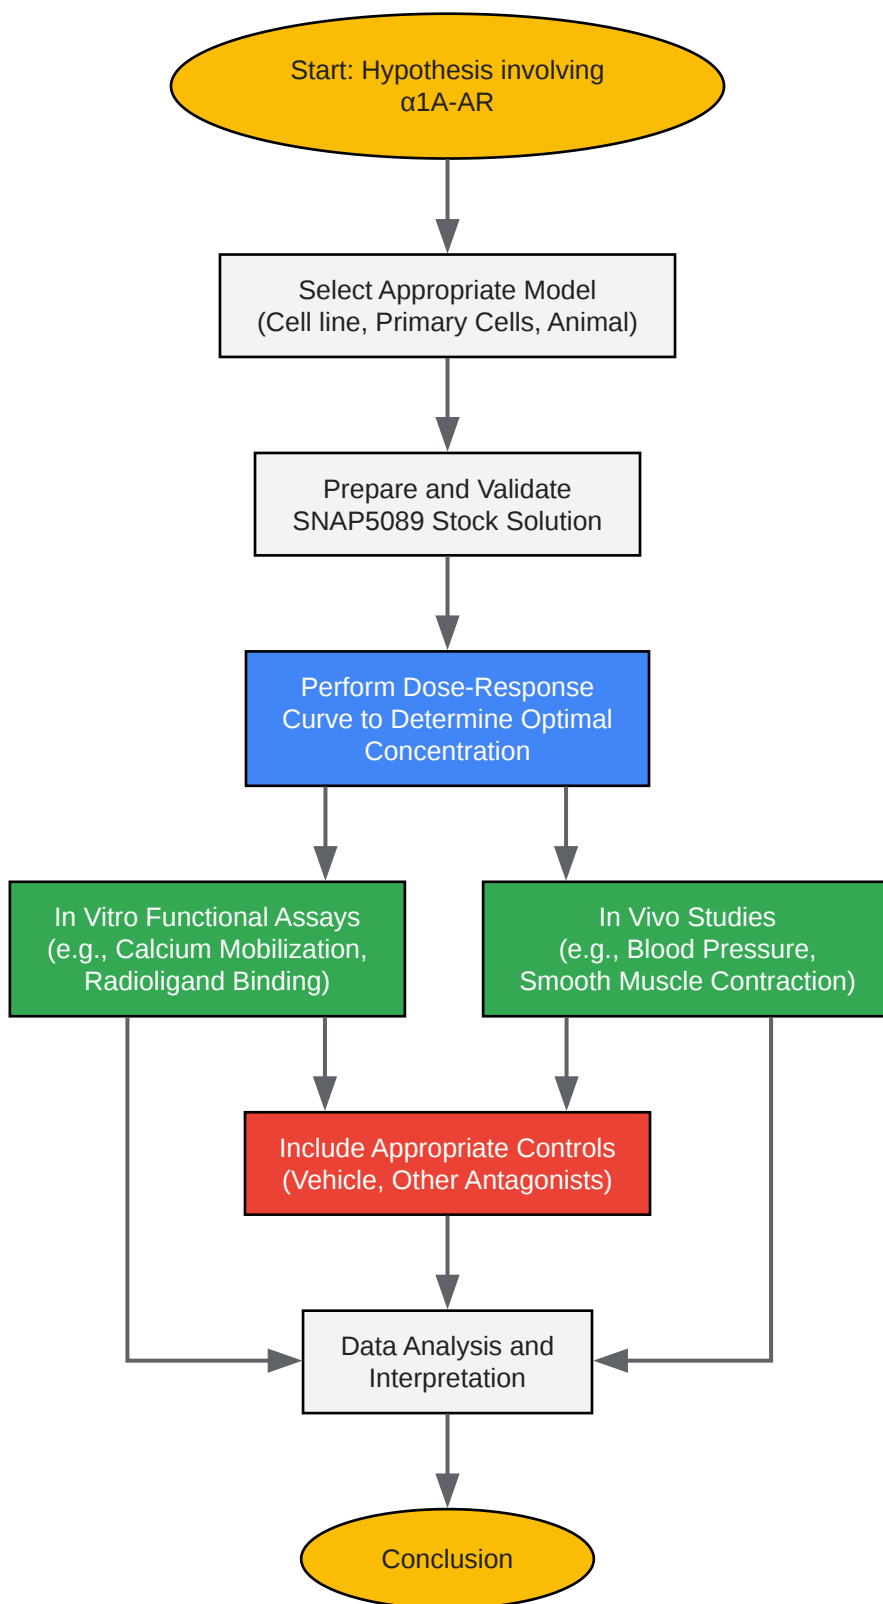 Start: Hypothesis involving
α1A-AR
Select Appropriate Model
(Cell line, Primary Cells, Animal)
Prepare and Validate
SNAP5089 Stock Solution
Perform Dose-Response
Curve to Determine Optimal
Concentration
In Vitro Functional Assays
(e.g., Calcium Mobilization,
Radioligand Binding)
In Vivo Studies
(e.g., Blood Pressure,
Smooth Muscle Contraction)
Include Appropriate Controls
(Vehicle, Other Antagonists)
Data Analysis and
Interpretation
Conclusion